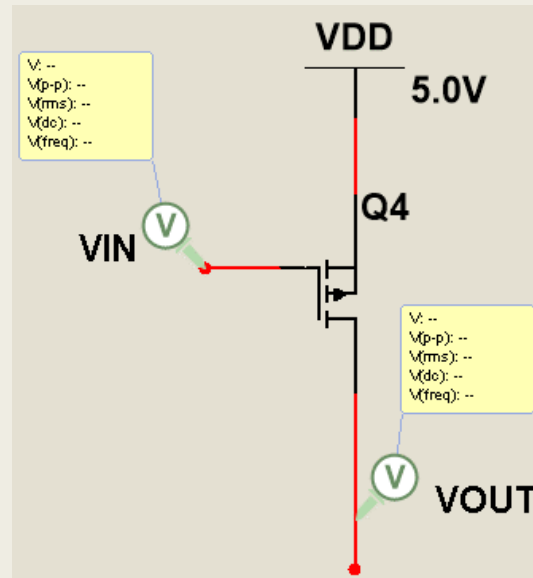 VDD
5.0V
V: --
V(p-p): --
V(rms): --
V(dc): --
V(freq): --
V
VIN
Q4
V: --
V(p-p): --
V(rms): --
V(dc): --
V(freq): --
V
VOUT